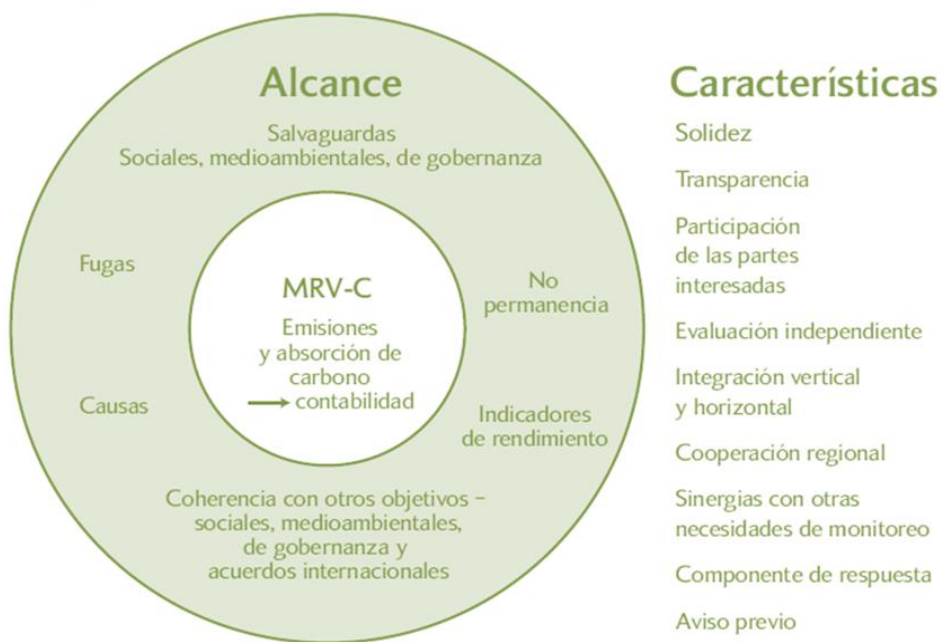 Alcance
Salvaguardas
Sociales, medioambientales, de gobernanza
Fugas
No
permanencia
MRV-C
Emisiones
y absorción de
carbono
→ contabilidad
Causas
Indicadores
de rendimiento
Coherencia con otros objetivos –
sociales, medioambientales,
de gobernanza y
acuerdos internacionales
Características
Solidez
Transparencia
Participación
de las partes
interesadas
Evaluación independiente
Integración vertical
y horizontal
Cooperación regional
Sinergias con otras
necesidades de monitoreo
Componente de respuesta
Aviso previo